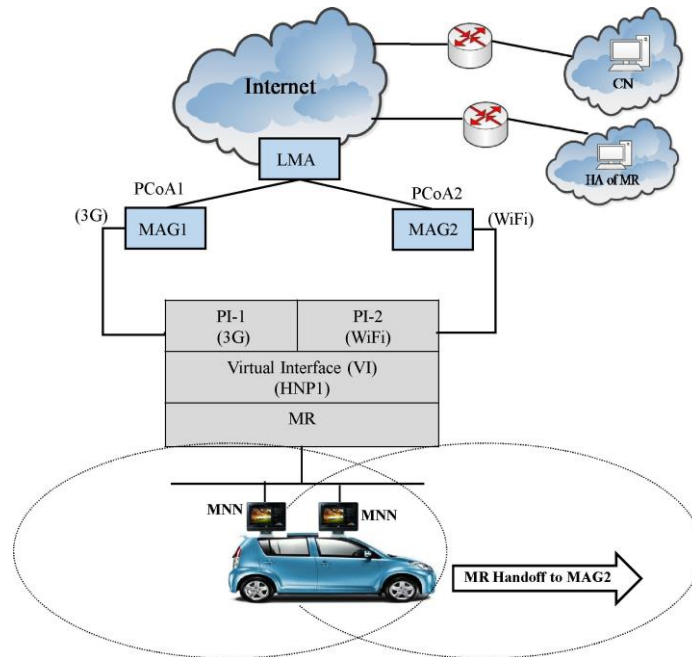 Internet
CN
LMA
HA of MR
PCoA1
PCoA2
(3G)
MAG1
MAG2
(WiFi)
PI-1
(3G)
PI-2
(WiFi)
Virtual Interface (VI)
(HNP1)
MR
MNN
MNN
MR Handoff to MAG2